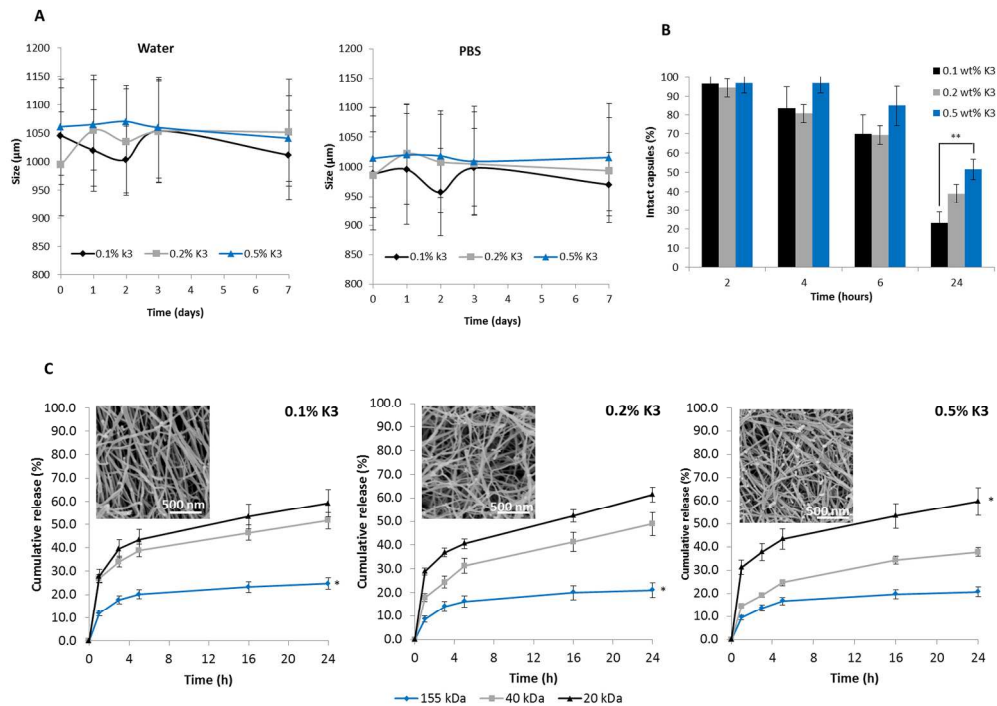 A
Water
Size (µm)
1200
1150
1100
1050
1000
950
900
850
800
0.1% k3 0.2% K3 0.5% K3
0 1 2 3 4 5 6 7
Time (days)
PBS
Size (µm)
1200
1150
1100
1050
1000
950
900
850
800
0.1% k3 0.2% K3 0.5% K3
0 1 2 3 4 5 6 7
Time (days)
B
0.1 wt% K3
0.2 wt% K3
0.5 wt% K3
Intact capsules (%)
100
90
80
70
60
50
40
30
20
10
0
**
2 4 6 24
Time (hours)
C
0.1% K3
Cumulative release (%)
100.0
90.0
80.0
70.0
60.0
50.0
40.0
30.0
20.0
10.0
0.0
500 nm
*
0 4 8 12 16 20 24
Time (h)
0.2% K3
Cumulative release (%)
100.0
90.0
80.0
70.0
60.0
50.0
40.0
30.0
20.0
10.0
0.0
500 nm
*
0 4 8 12 16 20 24
Time (h)
0.5% K3
Cumulative release (%)
100.0
90.0
80.0
70.0
60.0
50.0
40.0
30.0
20.0
10.0
0.0
500 nm
*
0 4 8 12 16 20 24
Time (h)
155 kDa 40 kDa 20 kDa